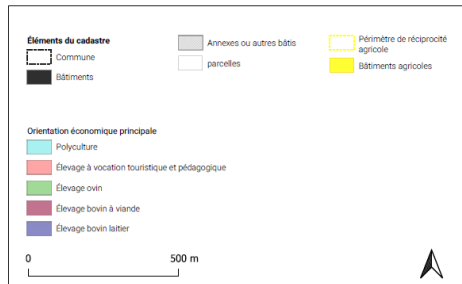 Éléments du cadastre
Commune
Bâtiments
Annexes ou autres bâtis
parcelles
Périmètre de réciprocité
agricole
Bâtiments agricoles
Orientation économique principale
Polyculture
Élevage à vocation touristique et pédagogique
Élevage ovin
Élevage bovin à viande
Élevage bovin laitier
0 500 m